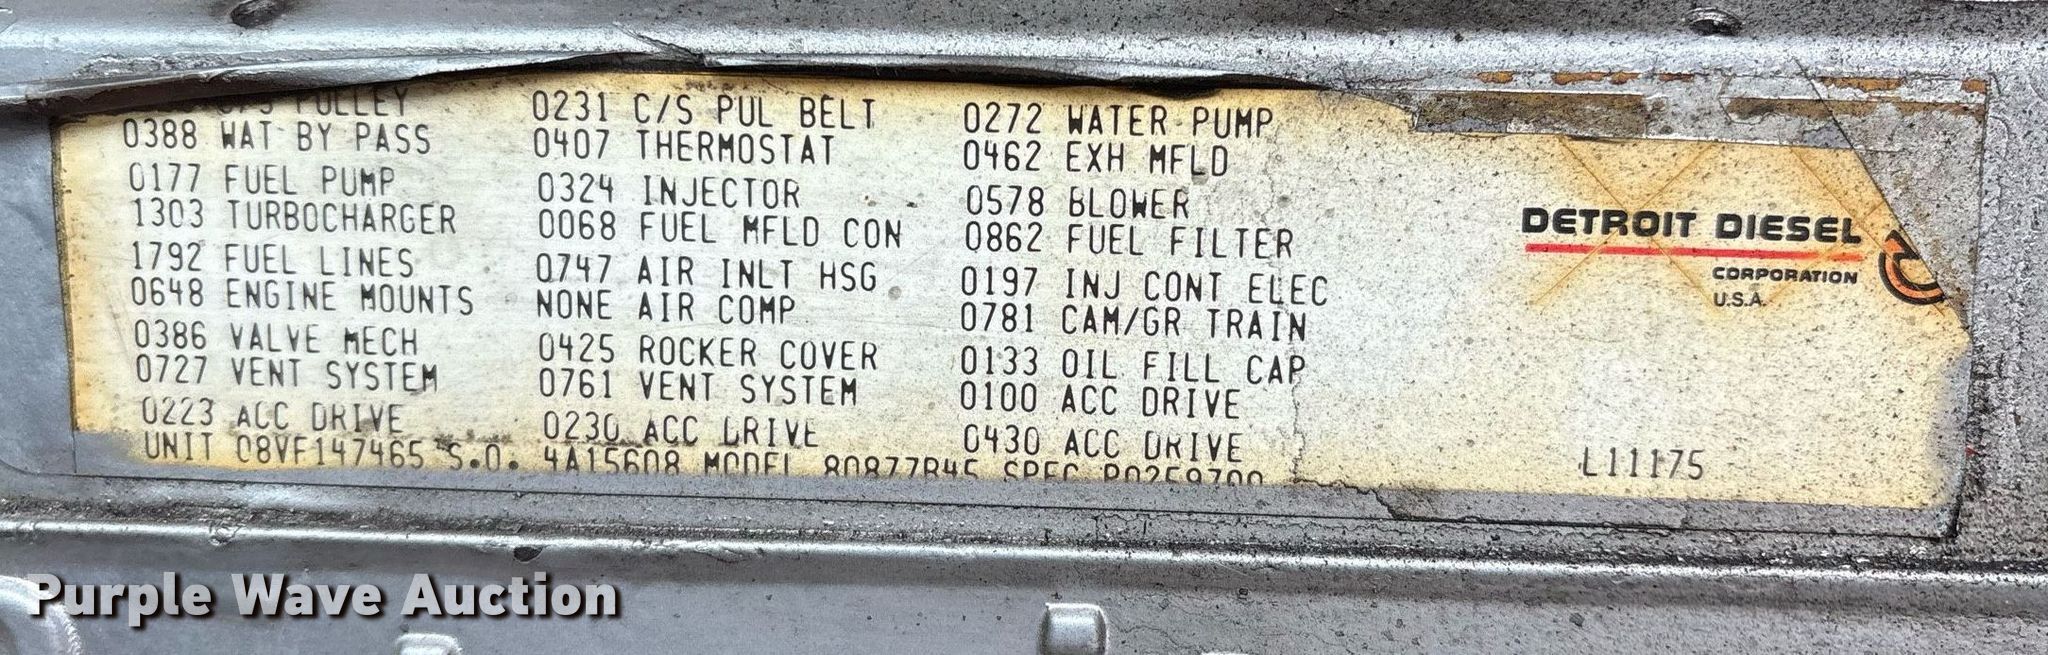 C/S PULLEY 0231 C/S PUL BELT 0272 WATER PUMP
0388 WAT BY PASS 0407 THERMOSTAT 0462 EXH MFLD
0177 FUEL PUMP 0324 INJECTOR 0578 BLOWER
1303 TURBOCHARGER 0068 FUEL MFLD CON 0862 FUEL FILTER
1792 FUEL LINES 0747 AIR INLT HSG 0197 INJ CONT ELEC
0648 ENGINE MOUNTS NONE AIR COMP 0781 CAM/GR TRAIN
0386 VALVE MECH 0425 ROCKER COVER 0133 OIL FILL CAP
0727 VENT SYSTEM 0761 VENT SYSTEM 0100 ACC DRIVE
0223 ACC DRIVE 0230 ACC DRIVE 0430 ACC DRIVE
UNIT 08VF147465 S.O. 4A15608 MODEL SPEC
DETROIT DIESEL
CORPORATION
U.S.A.
L11175
Purple Wave Auction